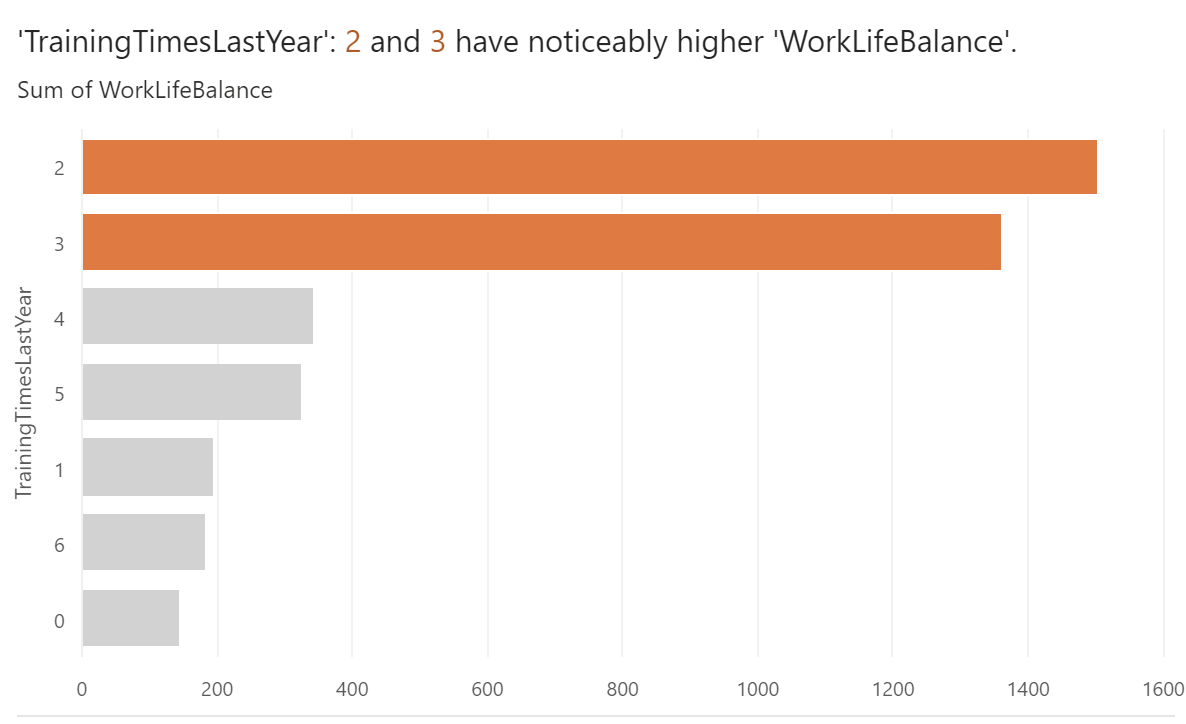 'TrainingTimesLastYear': 2 and 3 have noticeably higher 'WorkLifeBalance'.
Sum of WorkLifeBalance
TrainingTimesLastYear
2
3
4
5
1
6
0
0 200 400 600 800 1000 1200 1400 1600